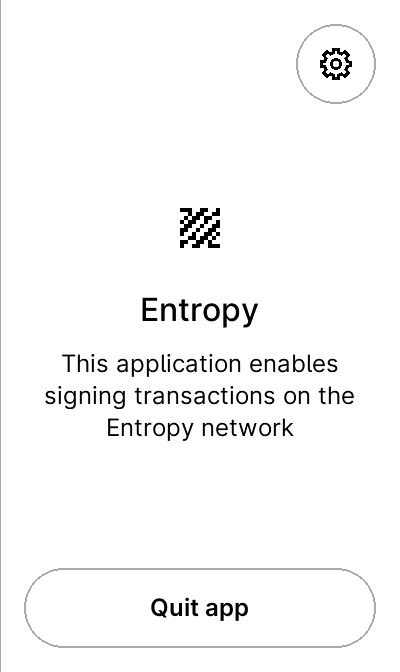 Entropy
This application enables
signing transactions on the
Entropy network
Quit app